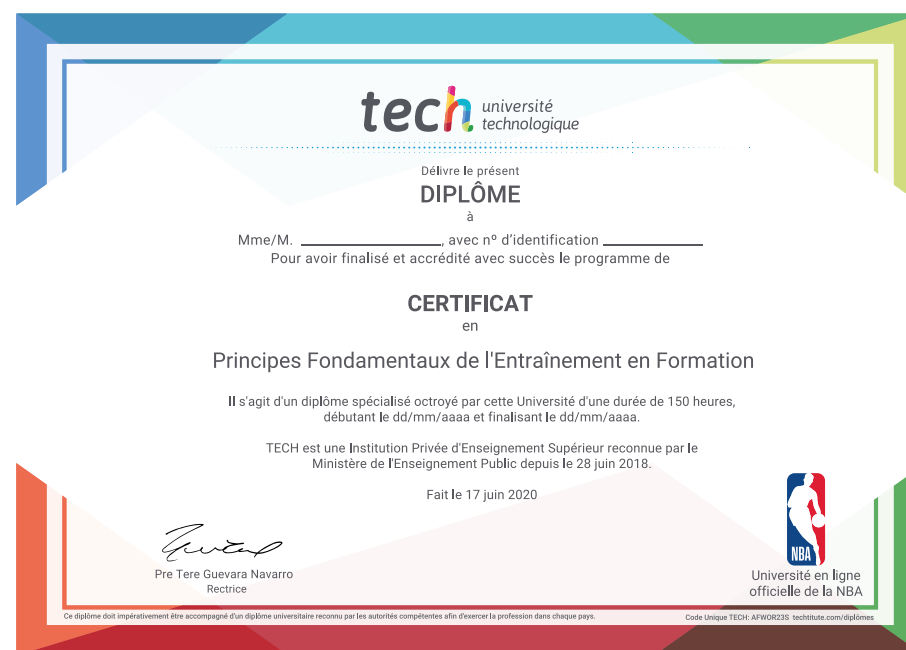 tech université
technologique
Délivre le présent
DIPLÔME
à
Mme/M. ____________________, avec nº d'identification ______________
Pour avoir finalisé et accrédité avec succès le programme de
CERTIFICAT
en
Principes Fondamentaux de l'Entraînement en Formation
Il s'agit d'un diplôme spécialisé octroyé par cette Université d'une durée de 150 heures,
débutant le dd/mm/aaaa et finalisant le dd/mm/aaaa.
TECH est une Institution Privée d'Enseignement Supérieur reconnue par le
Ministère de l'Enseignement Public depuis le 28 juin 2018.
Fait le 17 juin 2020
Pre Tere Guevara Navarro
Rectrice
NBA
Université en ligne
officielle de la NBA
Ce diplôme doit impérativement être accompagné d'un diplôme universitaire reconnu par les autorités compétentes afin d'exercer la profession dans chaque pays.
Code Unique TECH: AFWOR23S techtitute.com/diplômes